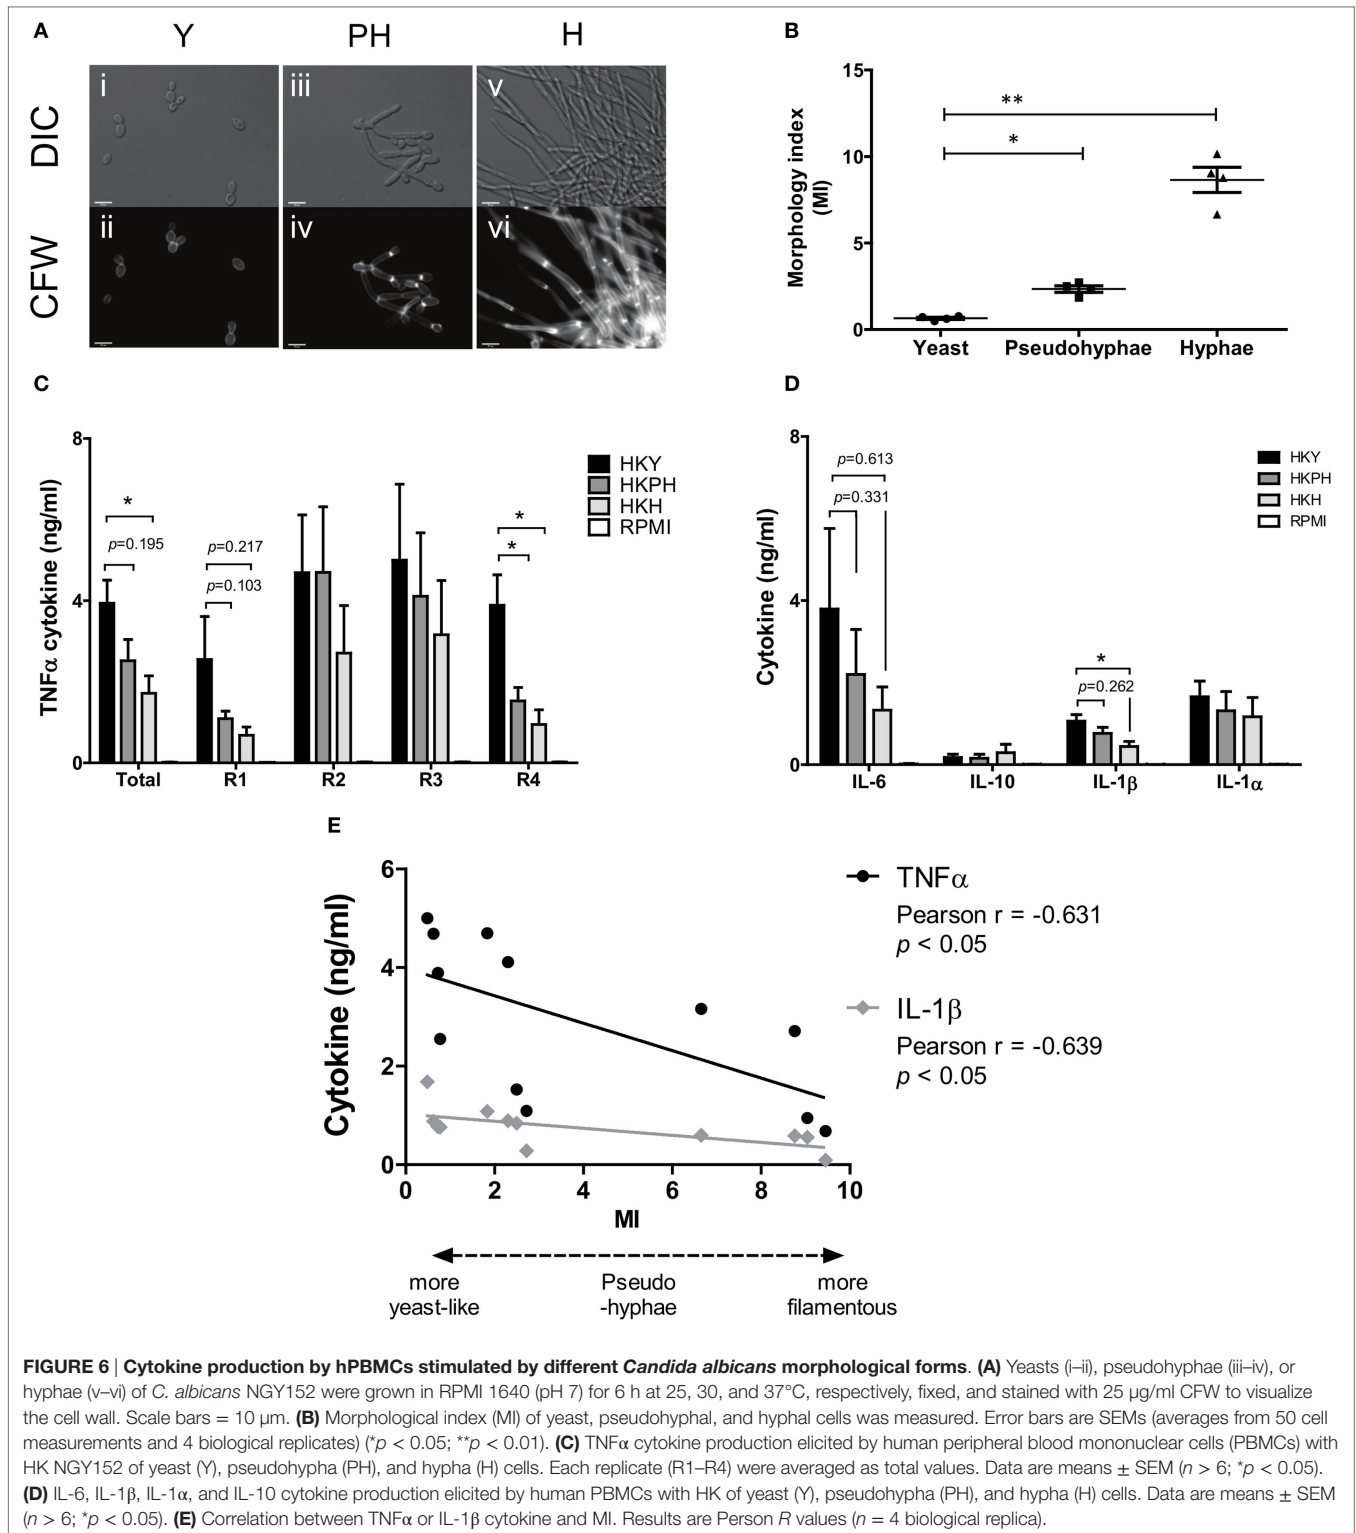 A
Y
PH
H
DIC
i
iii
v
CFW
ii
iv
vi
B
15
10
5
0
Morphology index
(MI)
**
*
Yeast
Pseudohyphae
Hyphae
C
8
4
0
TNFα cytokine (ng/ml)
*
p=0.195
p=0.217
p=0.103
*
*
HKY
HKPH
HKH
RPMI
Total
R1
R2
R3
R4
D
8
4
0
Cytokine (ng/ml)
p=0.613
p=0.331
*
p=0.262
HKY
HKPH
HKH
RPMI
IL-6
IL-10
IL-1β
IL-1α
E
6
4
2
0
Cytokine (ng/ml)
0
2
4
6
8
10
MI
TNFα
Pearson r = -0.631
p < 0.05
IL-1β
Pearson r = -0.639
p < 0.05
more
yeast-like
Pseudo
-hyphae
more
filamentous
FIGURE 6 | Cytokine production by hPBMCs stimulated by different Candida albicans morphological forms. (A) Yeasts (i–ii), pseudohyphae (iii–iv), or
hyphae (v–vi) of C. albicans NGY152 were grown in RPMI 1640 (pH 7) for 6 h at 25, 30, and 37°C, respectively, fixed, and stained with 25 µg/ml CFW to visualize
the cell wall. Scale bars = 10 µm. (B) Morphological index (MI) of yeast, pseudohyphal, and hyphal cells was measured. Error bars are SEMs (averages from 50 cell
measurements and 4 biological replicates) (*p < 0.05; **p < 0.01). (C) TNFα cytokine production elicited by human peripheral blood mononuclear cells (PBMCs) with
HK NGY152 of yeast (Y), pseudohypha (PH), and hypha (H) cells. Each replicate (R1–R4) were averaged as total values. Data are means ± SEM (n > 6; *p < 0.05).
(D) IL-6, IL-1β, IL-1α, and IL-10 cytokine production elicited by human PBMCs with HK of yeast (Y), pseudohypha (PH), and hypha (H) cells. Data are means ± SEM
(n > 6; *p < 0.05). (E) Correlation between TNFα or IL-1β cytokine and MI. Results are Person R values (n = 4 biological replica).